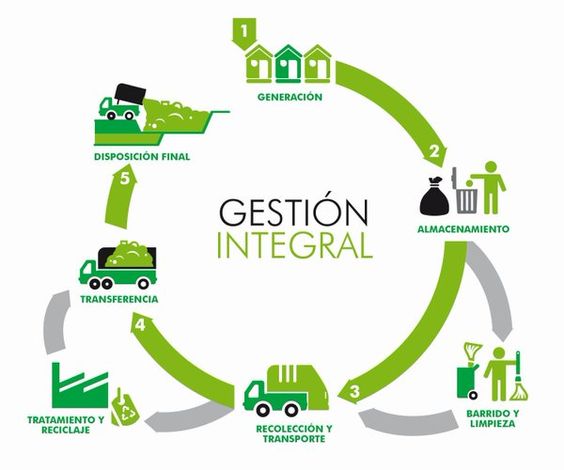 1
GENERACIÓN
2
ALMACENAMIENTO
BARRIDO Y
LIMPIEZA
3
RECOLECCIÓN Y
TRANSPORTE
TRATAMIENTO Y
RECICLAJE
4
TRANSFERENCIA
5
DISPOSICIÓN FINAL
GESTIÓN
INTEGRAL